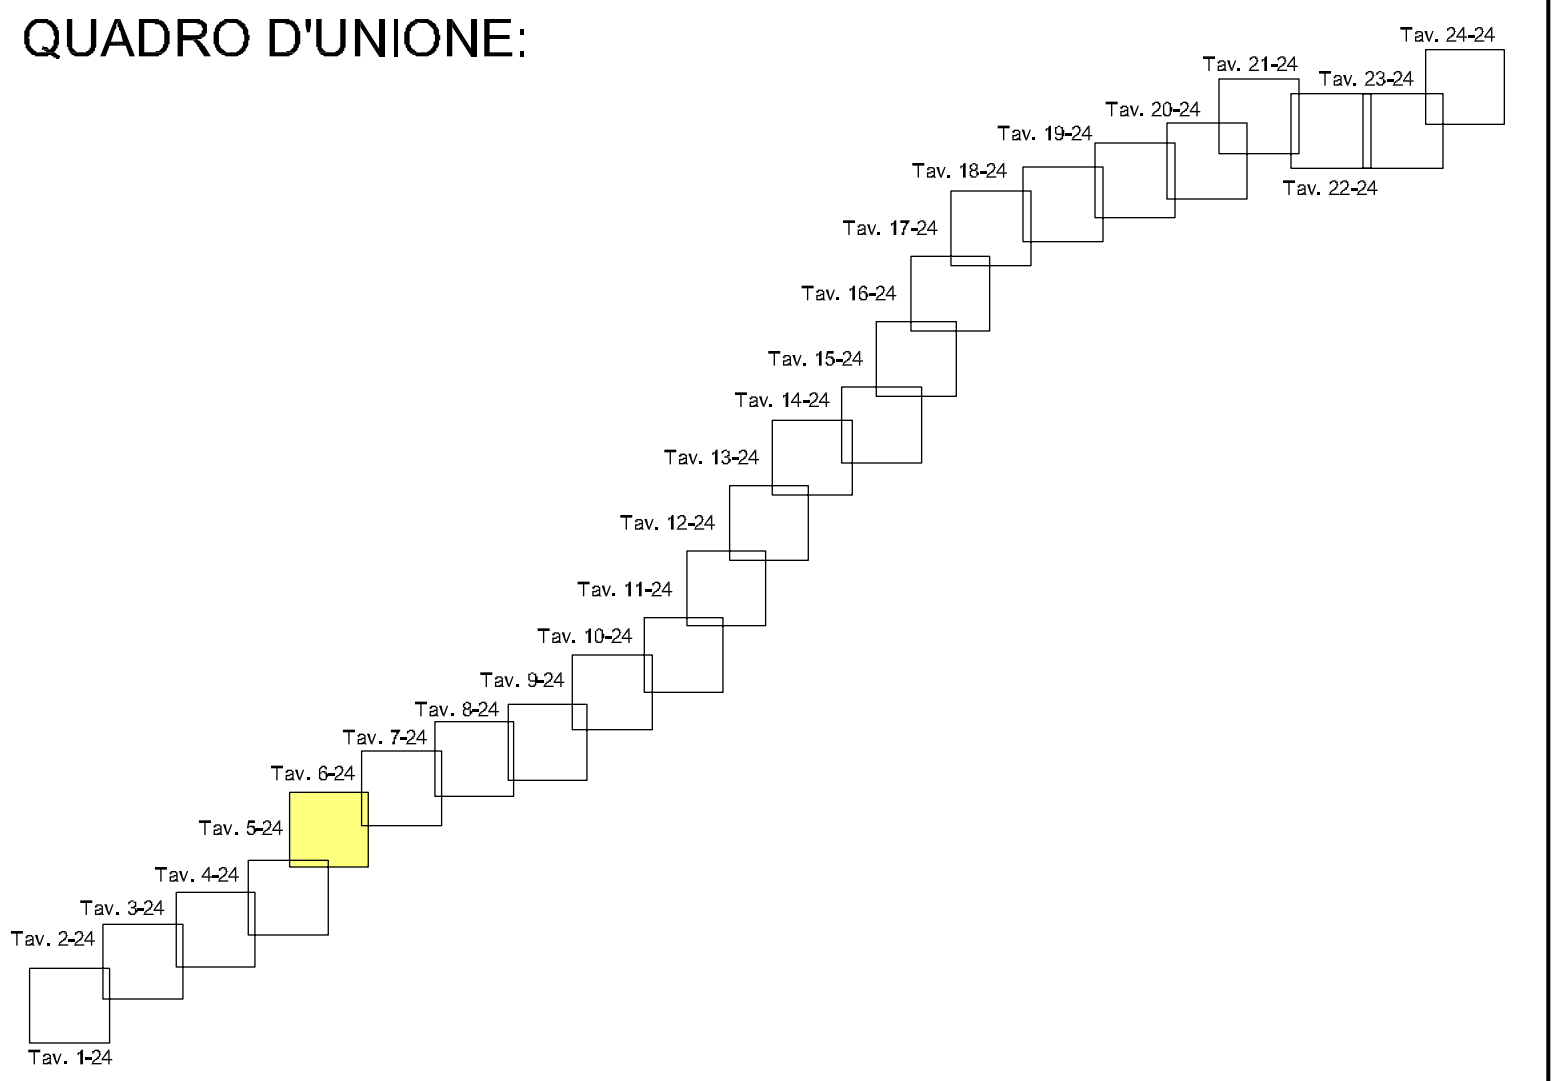 QUADRO D'UNIONE:
Tav. 24-24
Tav. 21-24
Tav. 23-24
Tav. 20-24
Tav. 19-24
Tav. 18-24
Tav. 22-24
Tav. 17-24
Tav. 16-24
Tav. 15-24
Tav. 14-24
Tav. 13-24
Tav. 12-24
Tav. 11-24
Tav. 10-24
Tav. 9-24
Tav. 8-24
Tav. 7-24
Tav. 6-24
Tav. 5-24
Tav. 4-24
Tav. 3-24
Tav. 2-24
Tav. 1-24